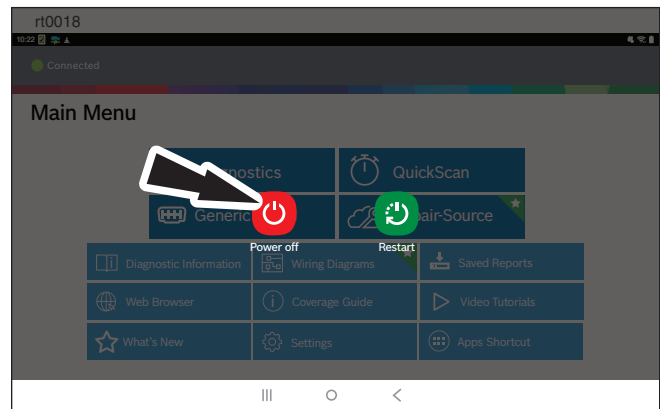 rt0018
10:22
Connected
Main Menu
nostics
QuickScan
Generic
air-Source
Power off
Restart
Diagnostic Information
Wiring Diagrams
Saved Reports
Web Browser
Coverage Guide
Video Tutorials
What's New
Settings
Apps Shortcut